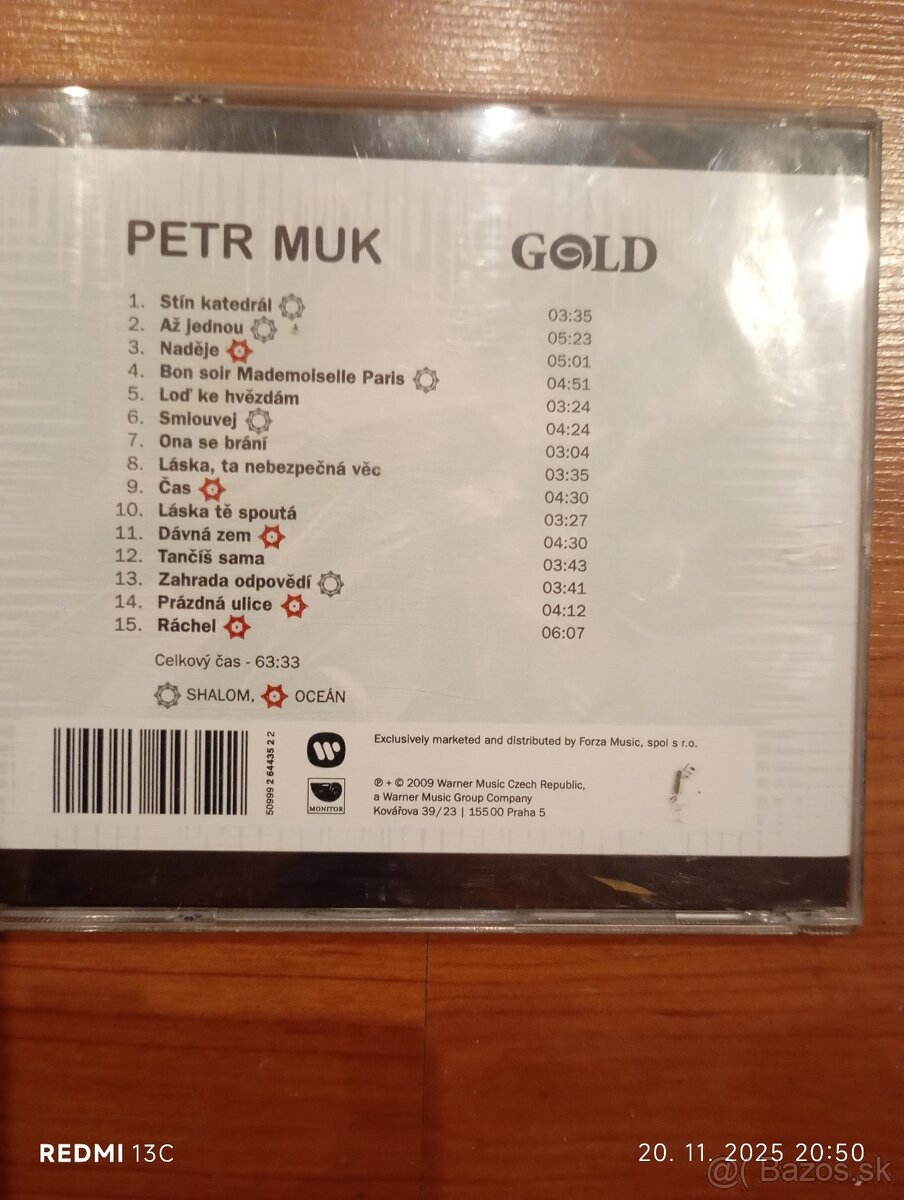 PETR MUK
GOLD
1. Stín katedrál 03:35
2. Až jednou 05:23
3. Naděje 05:01
4. Bon soir Mademoiselle Paris 04:51
5. Loď ke hvězdám 03:24
6. Smlouvej 04:24
7. Ona se brání 03:04
8. Láska, ta nebezpečná věc 03:35
9. Čas 04:30
10. Láska tě spoutá 03:27
11. Dávná zem 04:30
12. Tančíš sama 03:43
13. Zahrada odpovědí 03:41
14. Prázdná ulice 04:12
15. Ráchel 06:07
Celkový čas - 63:33
SHALOM, OCEÁN
50999 2 64435 2 2
MONITOR
Exclusively marketed and distributed by Forza Music, spol s r.o.
℗ + © 2009 Warner Music Czech Republic,
a Warner Music Group Company
Kovářova 39/23 | 155 00 Praha 5
REDMI 13C
20. 11. 2025 20:50
@( Bazos.sk